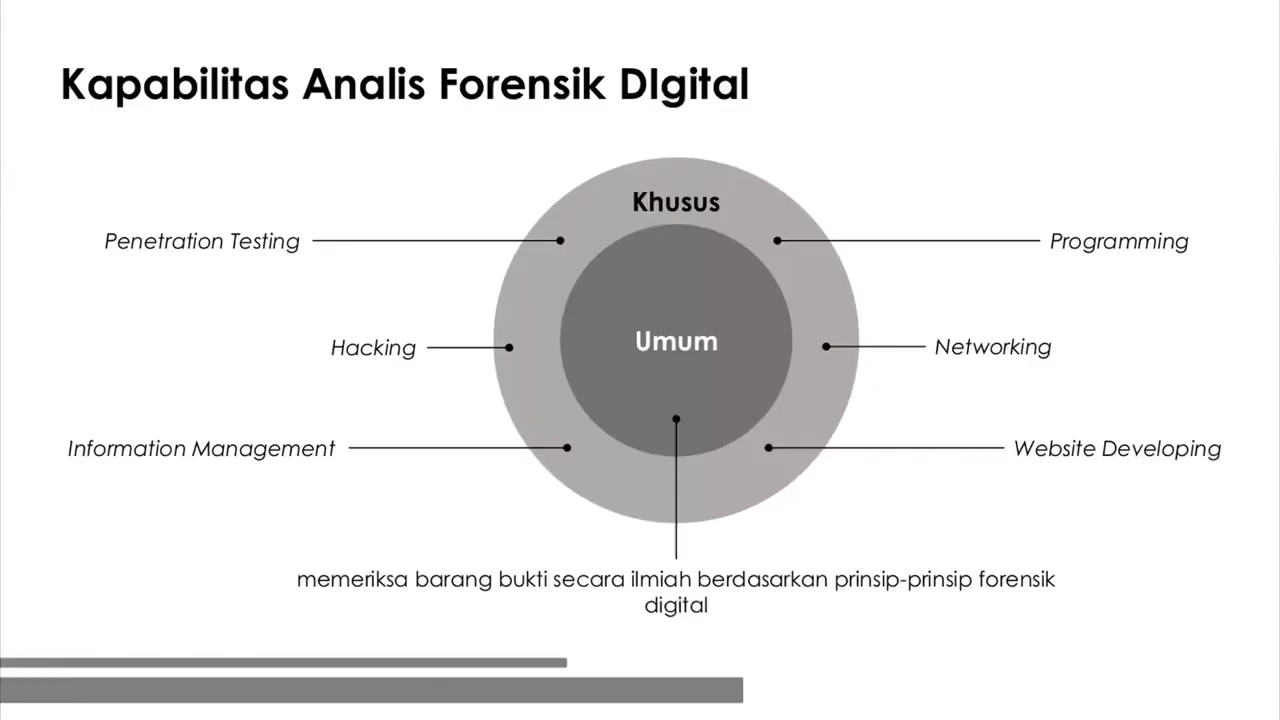 Kapabilitas Analis Forensik DIgital
Khusus
Penetration Testing
Programming
Umum
Hacking
Networking
Information Management
Website Developing
memeriksa barang bukti secara ilmiah berdasarkan prinsip-prinsip forensik
digital